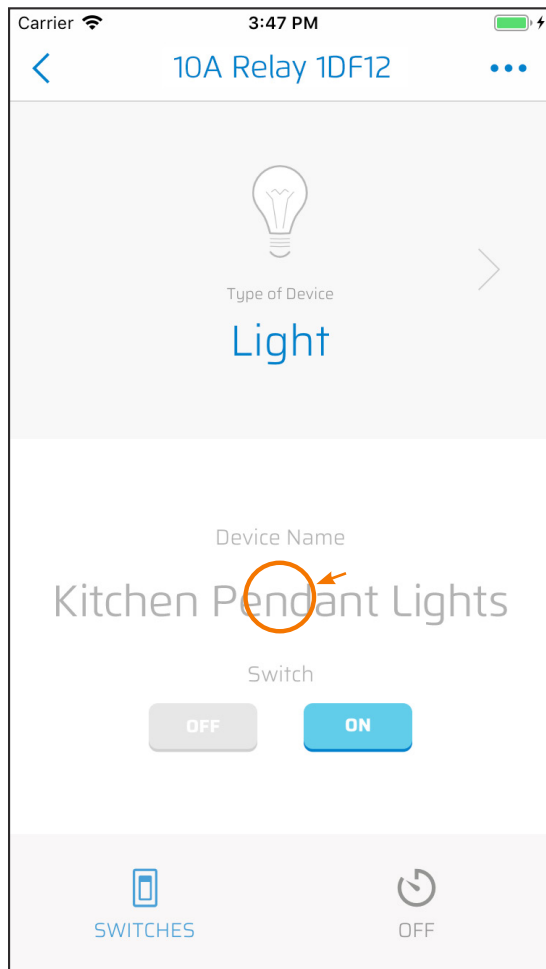 Carrier 3:47 PM
10A Relay 1DF12
Type of Device
Light
Device Name
Kitchen Pendant Lights
Switch
OFF ON
SWITCHES OFF